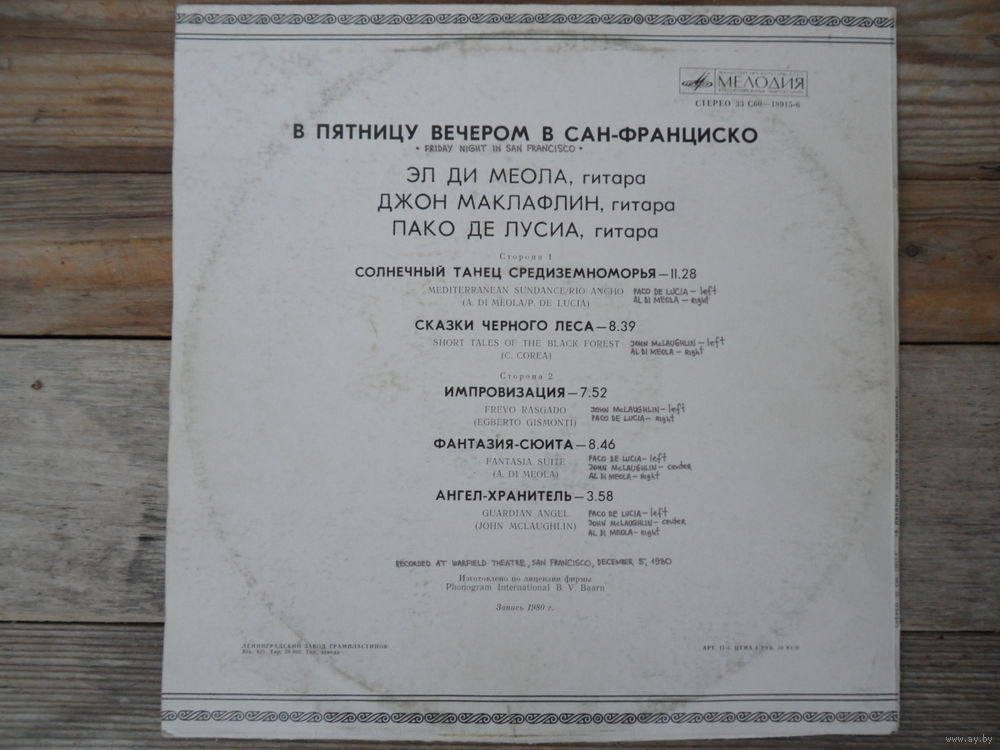 МЕЛОДИЯ
СТЕРЕО 33 С60—18915-6
В ПЯТНИЦУ ВЕЧЕРОМ В САН-ФРАНЦИСКО
• FRIDAY NIGHT IN SAN FRANCISCO •
ЭЛ ДИ МЕОЛА, гитара
ДЖОН МАКЛАФЛИН, гитара
ПАКО ДЕ ЛУСИА, гитара
Сторона 1
СОЛНЕЧНЫЙ ТАНЕЦ СРЕДИЗЕМНОМОРЬЯ—11.28
MEDITERRANEAN SUNDANCE/RIO ANCHO PACO DE LUCIA — left
(A. DI MEOLA/P. DE LUCIA) AL DI MEOLA — right
СКАЗКИ ЧЕРНОГО ЛЕСА—8.39
SHORT TALES OF THE BLACK FOREST JOHN McLAUGHLIN — left
(C. COREA) AL DI MEOLA — right
Сторона 2
ИМПРОВИЗАЦИЯ—7.52
FREVO RASGADO JOHN McLAUGHLIN — left
(EGBERTO GISMONTI) PACO DE LUCIA — right
ФАНТАЗИЯ-СЮИТА—8.46
PACO DE LUCIA — left
FANTASIA SUITE JOHN McLAUGHLIN — center
(A. DI MEOLA) AL DI MEOLA — right
АНГЕЛ-ХРАНИТЕЛЬ—3.58
GUARDIAN ANGEL PACO DE LUCIA — left
(JOHN MCLAUGHLIN) JOHN McLAUGHLIN — center
AL DI MEOLA — right
RECORDED AT WARFIELD THEATRE, SAN FRANCISCO, DECEMBER 5, 1980
Изготовлено по лицензии фирмы
Phonogram International B. V. Baarn
Запись 1980 г.
ЛЕНИНГРАДСКИЙ ЗАВОД ГРАМПЛАСТИНОК
www.ay.by